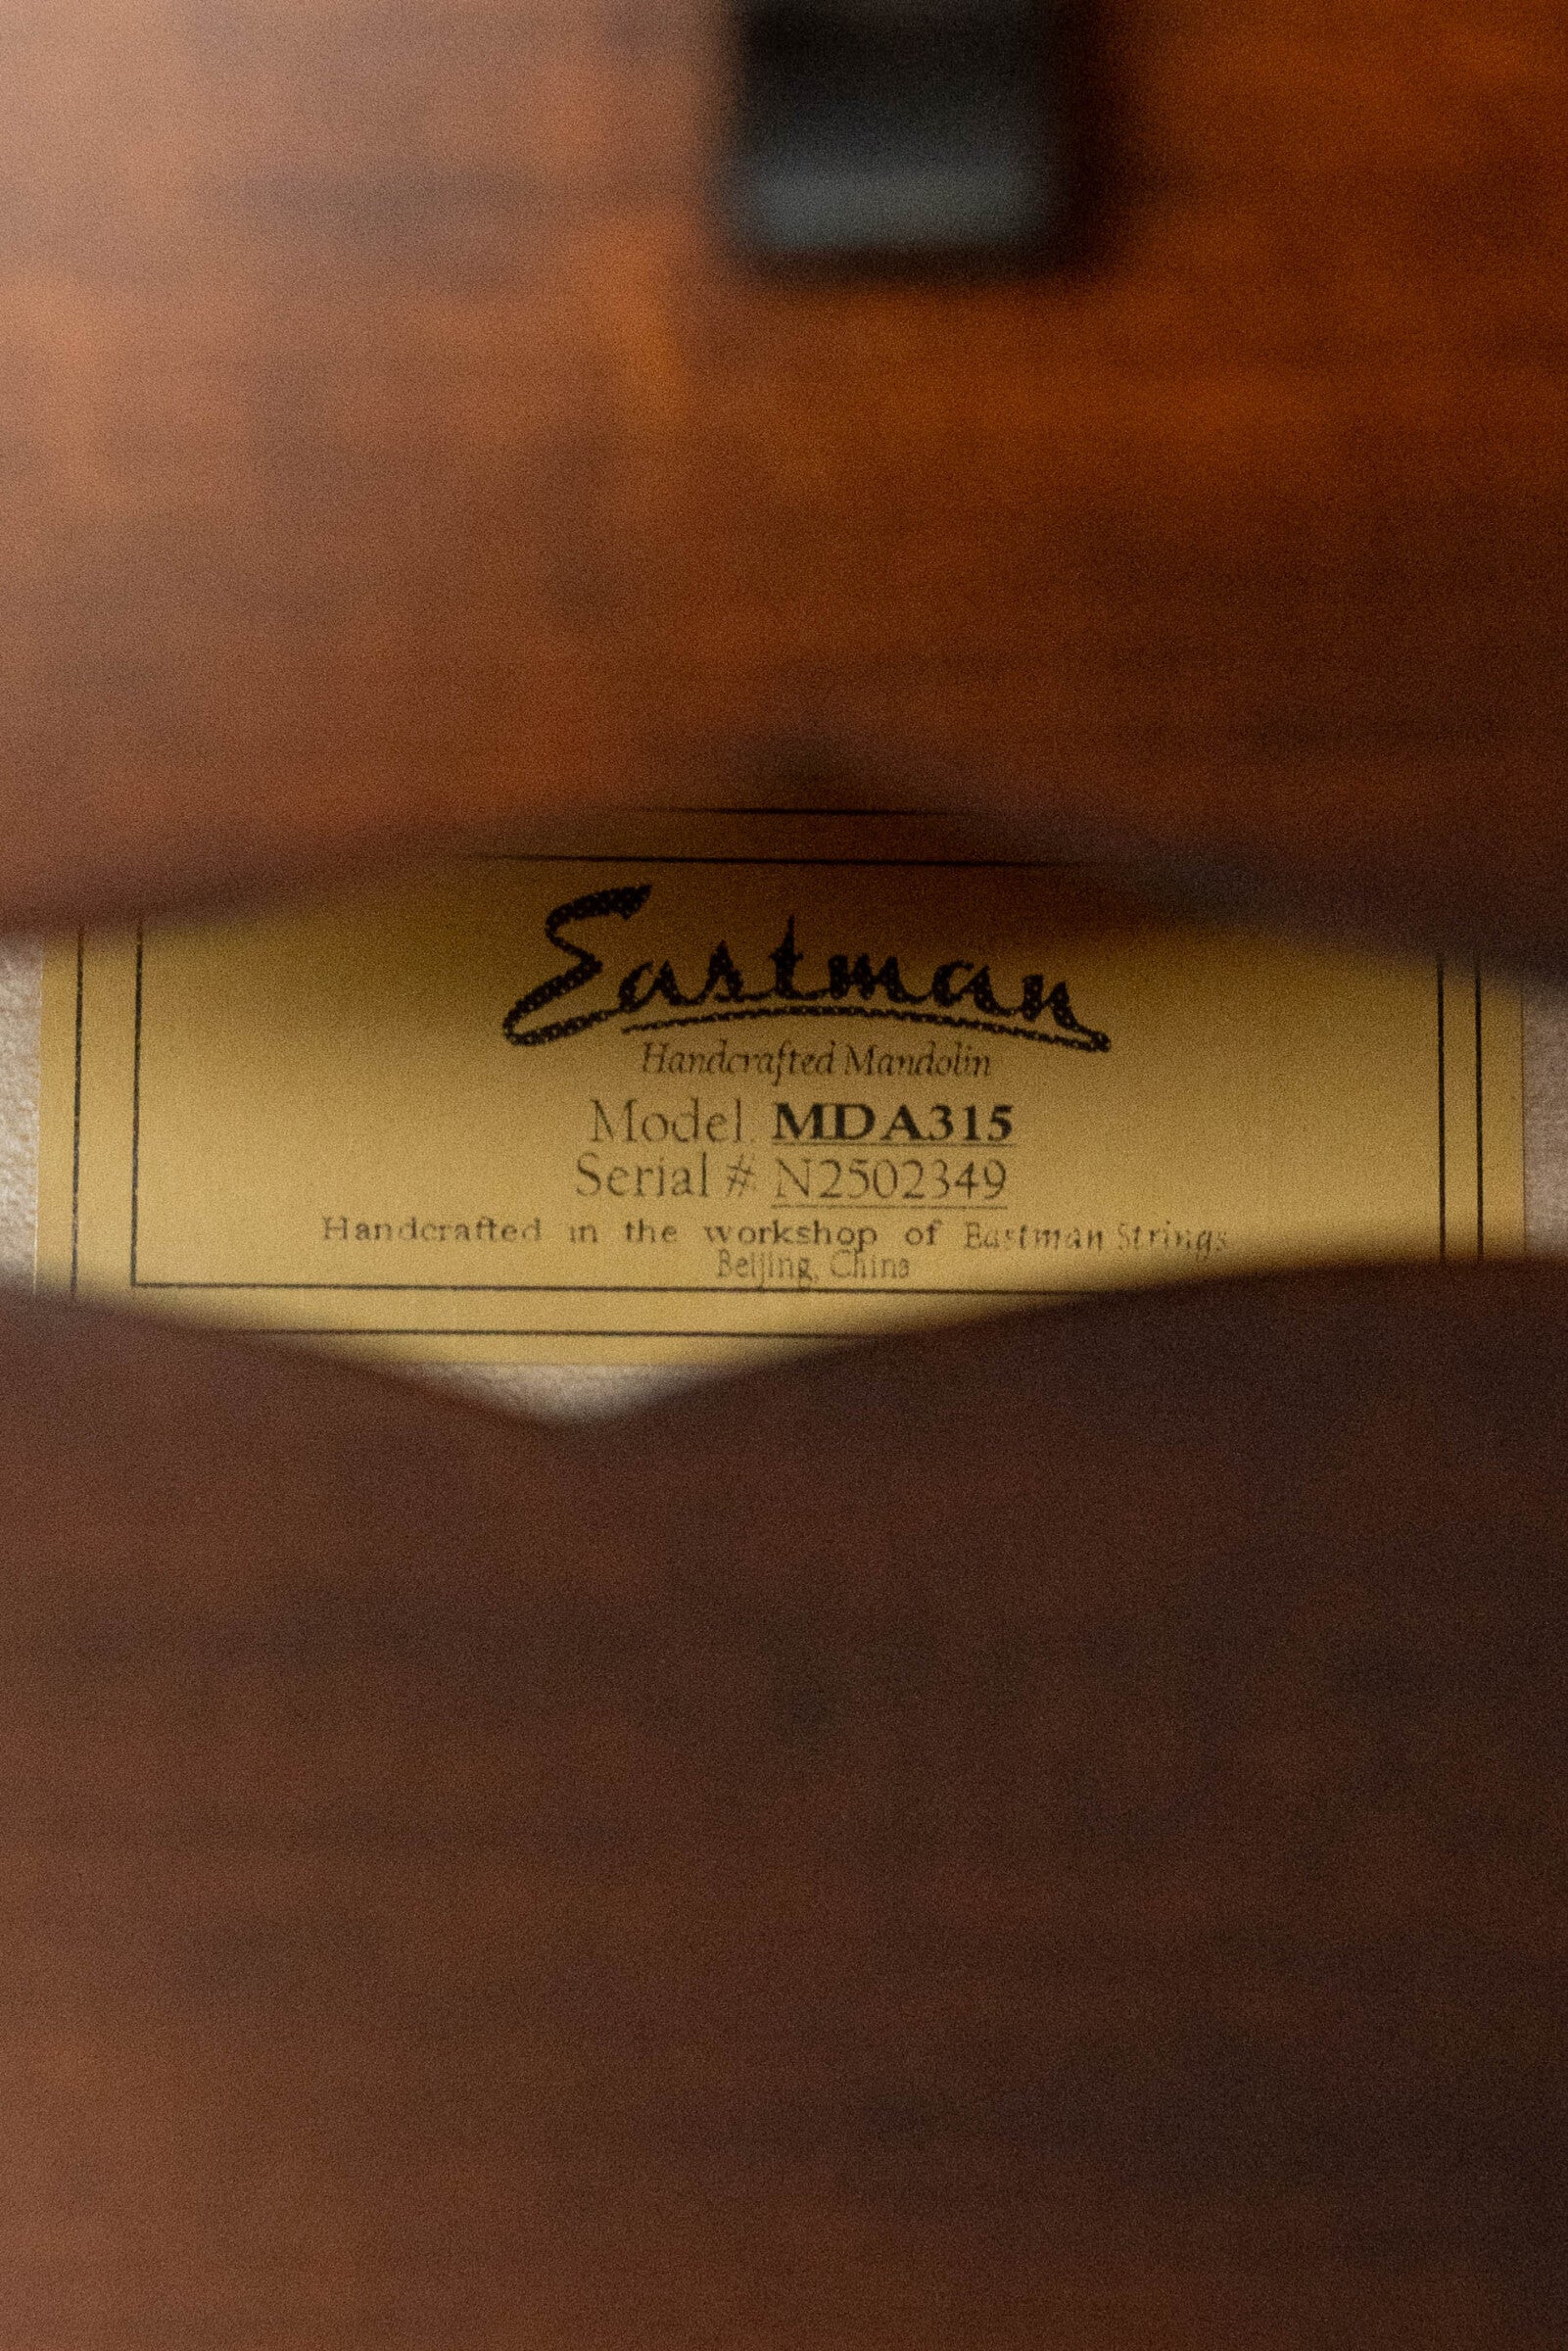 Eastman
Handcrafted Mandolin
Model MDA315
Serial # N2502349
Handcrafted in the workshop of Eastman Strings
Beijing, China